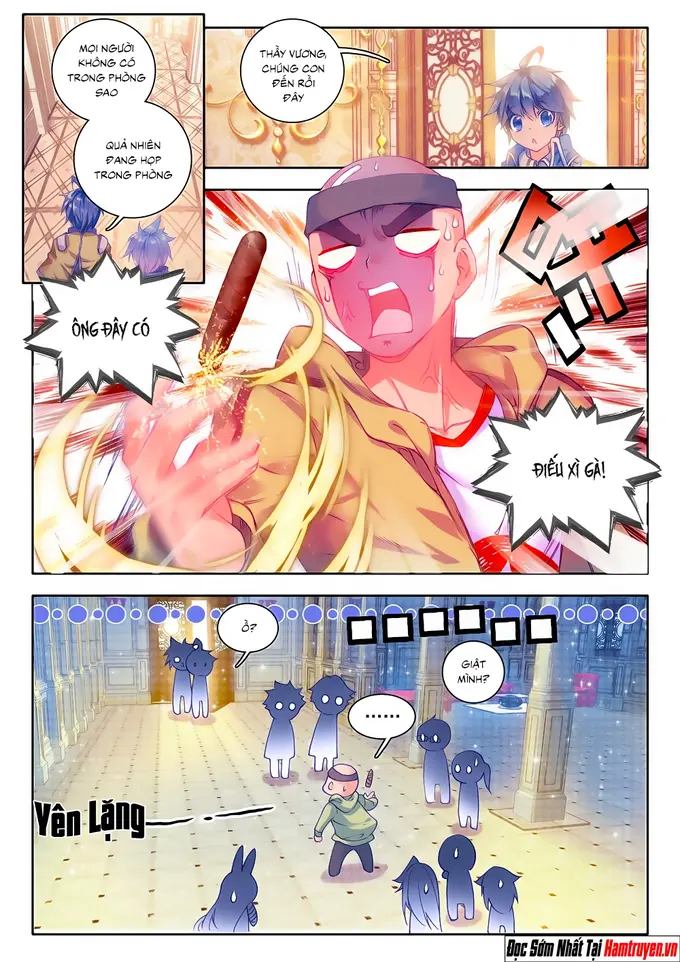 MỌI NGƯỜI
KHÔNG CÓ
TRONG PHÒNG
SAO
QUẢ NHIÊN
ĐANG HỌP
TRONG PHÒNG
THẦY VƯƠNG,
CHÚNG CON
ĐẾN RỒI
ĐÂY
ÔNG ĐÂY CÓ
ĐIẾU XÌ GÀ!
Ồ?
GIẬT
MÌNH?
......
Yên Lặng
Đọc Sớm Nhất Tại Hamtruyen.vn